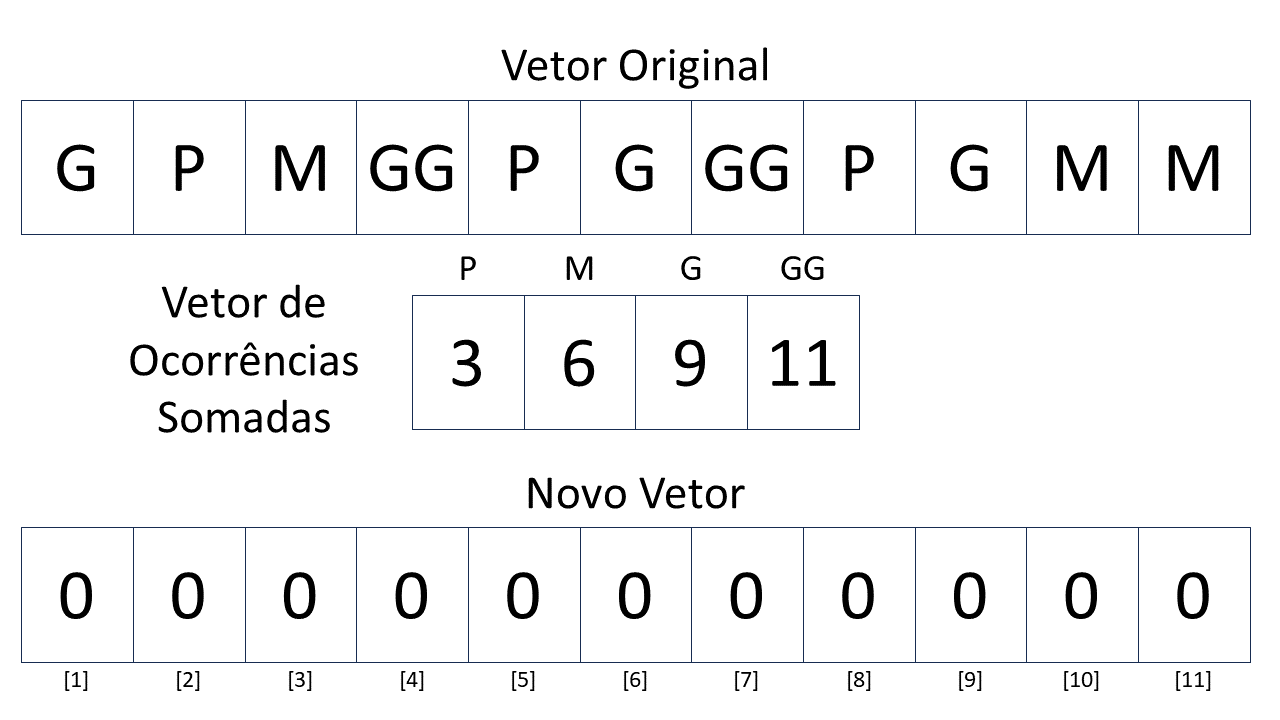 Vetor Original
G P M GG P G GG P G M M
P M G GG
Vetor de
Ocorrências
Somadas
3 6 9 11
Novo Vetor
0 0 0 0 0 0 0 0 0 0 0
[1] [2] [3] [4] [5] [6] [7] [8] [9] [10] [11]